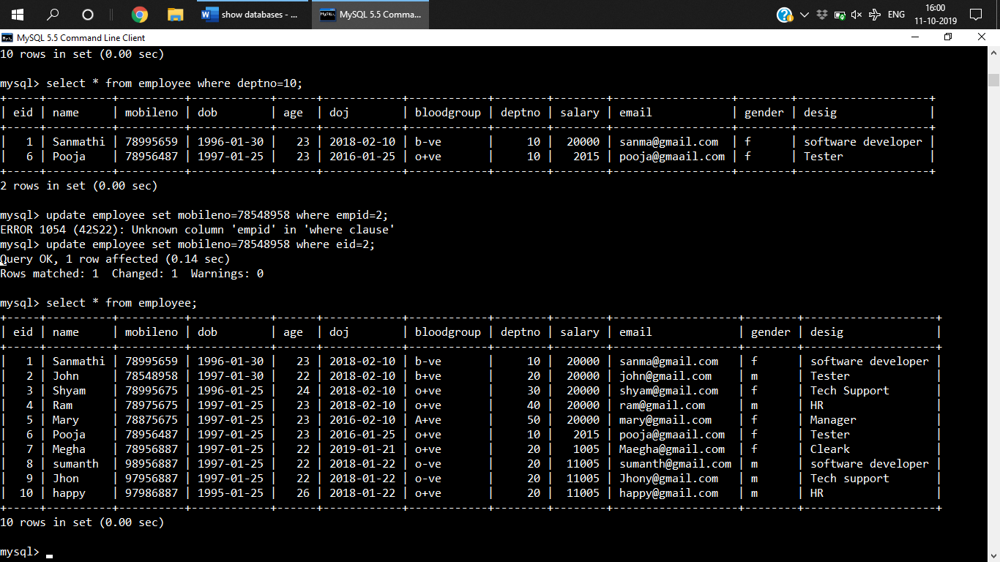 show databases - ...
MySQL 5.5 Comma...
ENG
16:00
11-10-2019
MySQL 5.5 Command Line Client
10 rows in set (0.00 sec)
mysql> select * from employee where deptno=10;
+-----+----------+----------+------------+------+------------+------------+--------+--------+------------------+--------+--------------------+
| eid | name     | mobileno | dob        | age  | doj        | bloodgroup | deptno | salary | email            | gender | desig              |
+-----+----------+----------+------------+------+------------+------------+--------+--------+------------------+--------+--------------------+
|   1 | Sanmathi | 78995659 | 1996-01-30 |   23 | 2018-02-10 | b-ve       |     10 |  20000 | sanma@gmail.com  | f      | software developer |
|   6 | Pooja    | 78956487 | 1997-01-25 |   23 | 2016-01-25 | o+ve       |     10 |   2015 | pooja@gmaail.com | f      | Tester             |
+-----+----------+----------+------------+------+------------+------------+--------+--------+------------------+--------+--------------------+
2 rows in set (0.00 sec)
mysql> update employee set mobileno=78548958 where empid=2;
ERROR 1054 (42S22): Unknown column 'empid' in 'where clause'
mysql> update employee set mobileno=78548958 where eid=2;
Query OK, 1 row affected (0.14 sec)
Rows matched: 1  Changed: 1  Warnings: 0
mysql> select * from employee;
+-----+----------+----------+------------+------+------------+------------+--------+--------+-------------------+--------+--------------------+
| eid | name     | mobileno | dob        | age  | doj        | bloodgroup | deptno | salary | email             | gender | desig              |
+-----+----------+----------+------------+------+------------+------------+--------+--------+-------------------+--------+--------------------+
|   1 | Sanmathi | 78995659 | 1996-01-30 |   23 | 2018-02-10 | b-ve       |     10 |  20000 | sanma@gmail.com   | f      | software developer |
|   2 | John     | 78548958 | 1997-01-30 |   22 | 2018-02-10 | b+ve       |     20 |  20000 | john@gmail.com    | m      | Tester             |
|   3 | Shyam    | 78995675 | 1996-01-25 |   24 | 2018-02-10 | o+ve       |     30 |  20000 | shyam@gmail.com   | f      | Tech Support       |
|   4 | Ram      | 78975675 | 1997-01-25 |   23 | 2018-02-10 | o+ve       |     40 |  20000 | ram@gmail.com     | m      | HR                 |
|   5 | Mary     | 78875675 | 1997-01-25 |   23 | 2016-02-10 | A+ve       |     50 |  20000 | mary@gmail.com    | f      | Manager            |
|   6 | Pooja    | 78956487 | 1997-01-25 |   23 | 2016-01-25 | o+ve       |     10 |   2015 | pooja@gmaail.com  | f      | Tester             |
|   7 | Megha    | 78956887 | 1997-01-25 |   22 | 2019-01-21 | o+ve       |     20 |   1005 | Maegha@gmail.com  | f      | Cleark             |
|   8 | sumanth  | 98956887 | 1997-01-25 |   22 | 2018-01-22 | o-ve       |     20 |  11005 | sumanth@gmail.com | m      | software developer |
|   9 | Jhon     | 97956887 | 1997-01-25 |   22 | 2018-01-22 | o-ve       |     20 |  11005 | Jhony@gmail.com   | m      | Tech support       |
|  10 | happy    | 97986887 | 1995-01-25 |   26 | 2018-01-22 | o+ve       |     20 |  11005 | happy@gmail.com   | m      | HR                 |
+-----+----------+----------+------------+------+------------+------------+--------+--------+-------------------+--------+--------------------+
10 rows in set (0.00 sec)
mysql>